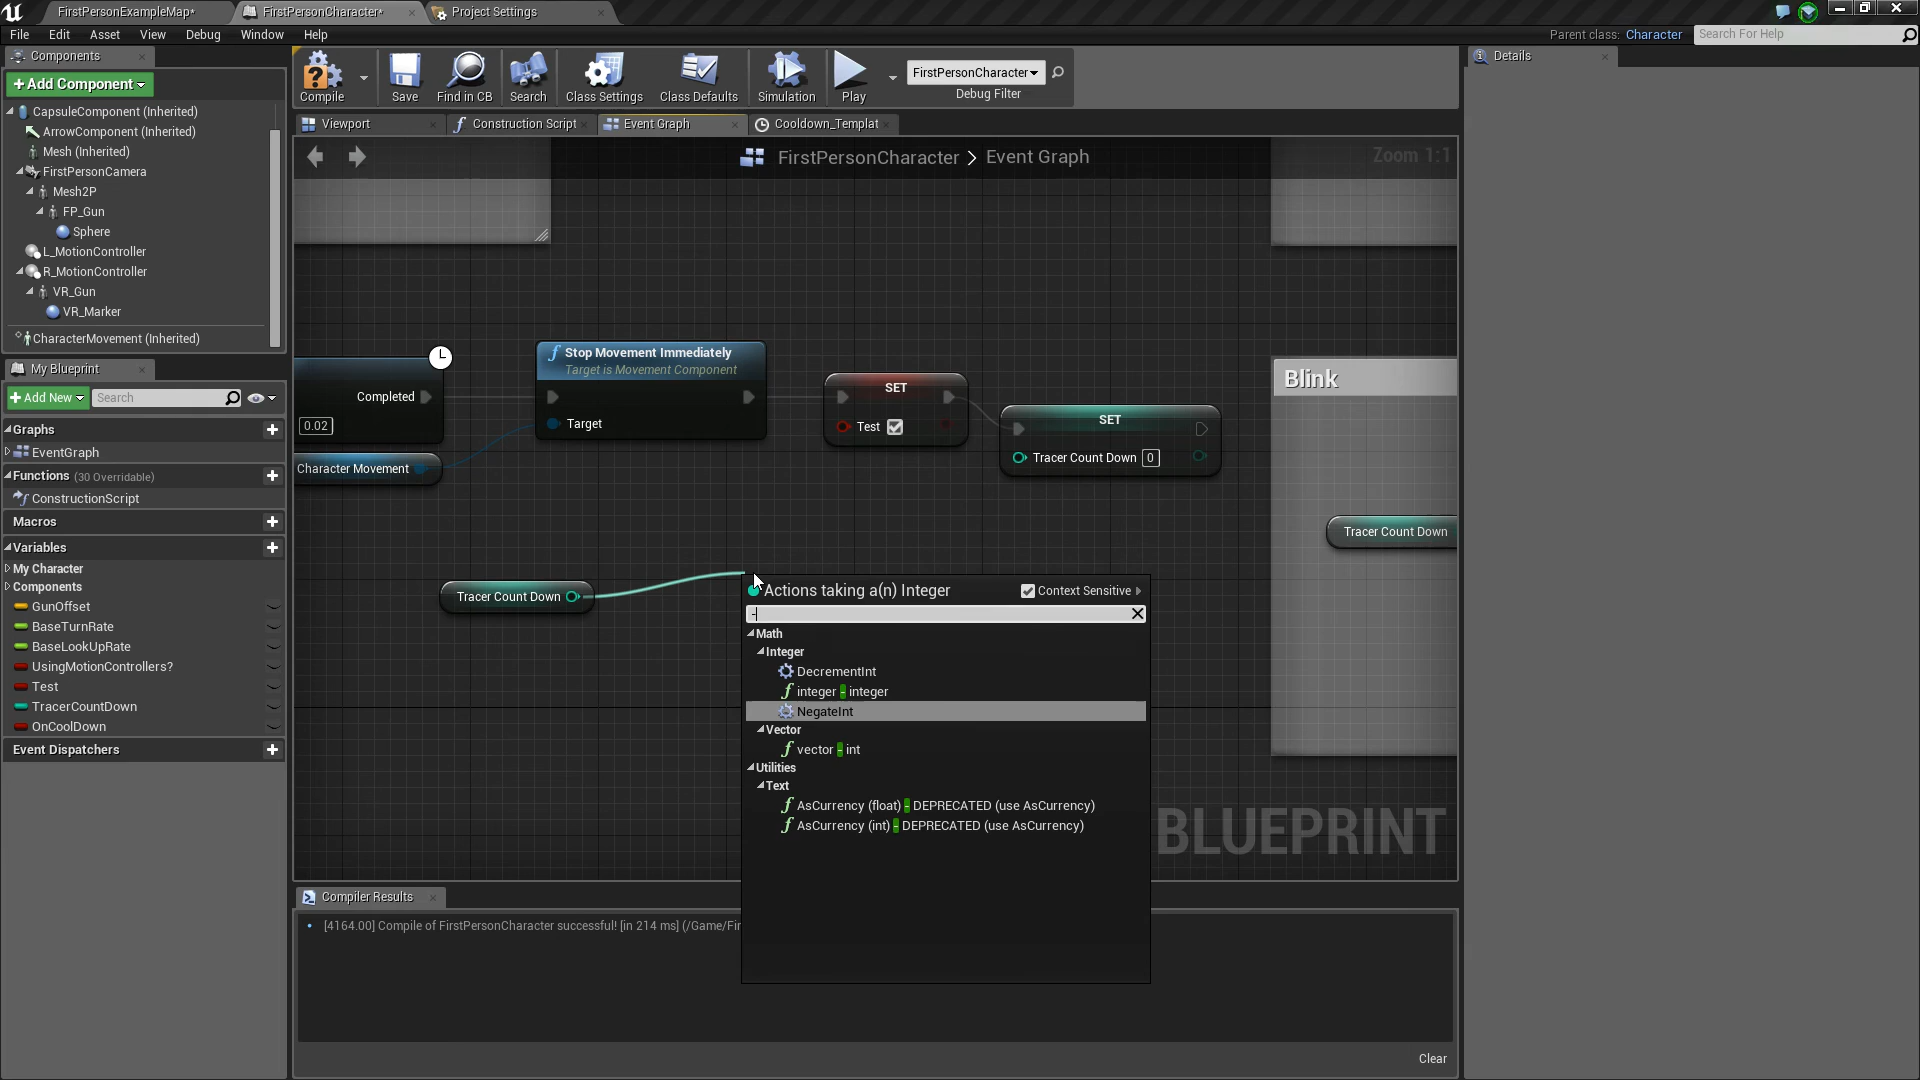 FirstPersonExampleMap*
FirstPersonCharacter*
Project Settings
File Edit Asset View Debug Window Help
Parent class: Character
Search For Help
Components
+Add Component
CapsuleComponent (Inherited)
ArrowComponent (Inherited)
Mesh (Inherited)
FirstPersonCamera
Mesh2P
FP_Gun
Sphere
L_MotionController
R_MotionController
VR_Gun
VR_Marker
CharacterMovement (Inherited)
My Blueprint
+Add New
Search
Graphs
EventGraph
Functions (30 Overridable)
ConstructionScript
Macros
Variables
My Character
Components
GunOffset
BaseTurnRate
BaseLookUpRate
UsingMotionControllers?
Test
TracerCountDown
OnCoolDown
Event Dispatchers
Compile
Save
Find in CB
Search
Class Settings
Class Defaults
Simulation
Play
FirstPersonCharacter
Debug Filter
Viewport
Construction Script
Event Graph
Cooldown_Templat
FirstPersonCharacter > Event Graph
Zoom 1:1
Completed
0.02
Character Movement
Stop Movement Immediately
Target is Movement Component
Target
SET
Test
SET
Tracer Count Down 0
Blink
Tracer Count Down
Tracer Count Down
Actions taking a(n) Integer
Context Sensitive
-
Math
Integer
DecrementInt
integer - integer
NegateInt
Vector
vector - int
Utilities
Text
AsCurrency (float) - DEPRECATED (use AsCurrency)
AsCurrency (int) - DEPRECATED (use AsCurrency)
BLUEPRINT
Compiler Results
[4164.00] Compile of FirstPersonCharacter successful! [in 214 ms] (/Game/Fir
Clear
Details